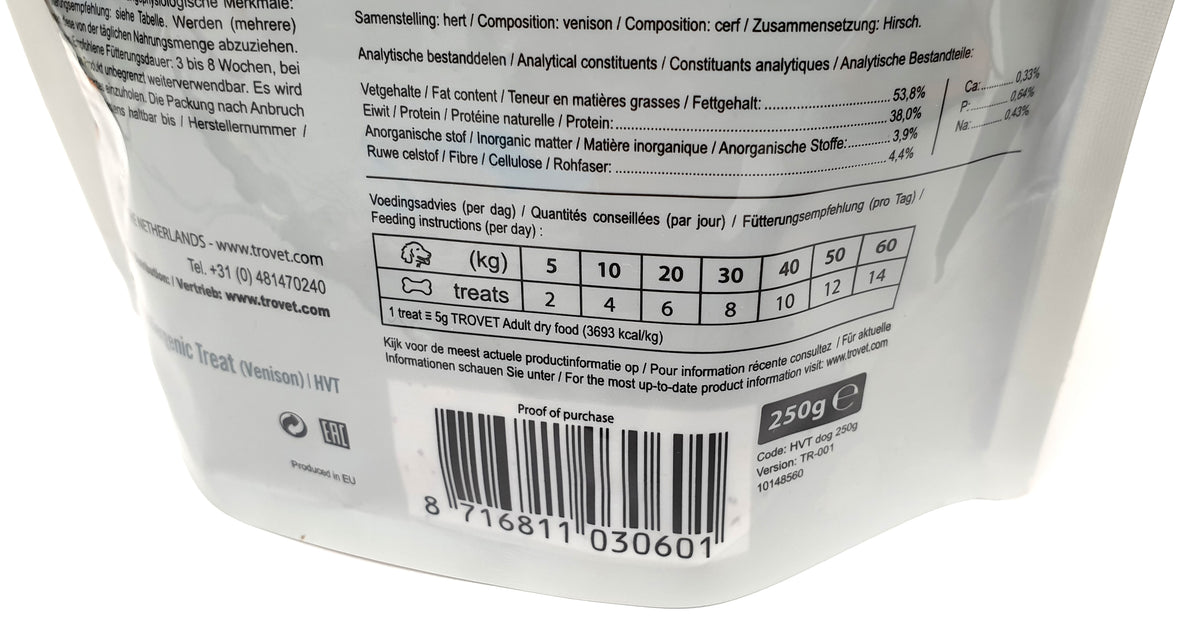 Merkmale:
siehe Tabelle. Werden (mehrere)
von der täglichen Nahrungsmenge abzuziehen.
Fütterungsdauer: 3 bis 8 Wochen, bei
unbegrenzt weiterverwendbar. Es wird
einzuholen. Die Packung nach Anbruch
haltbar bis / Herstellernummer /
NETHERLANDS - www.trovet.com
Tel. +31 (0) 481470240
/ Vertrieb: www.trovet.com
Treat (Venison) | HVT
EAC
Produced in EU
Samenstelling: hert / Composition: venison / Composition: cerf / Zusammensetzung: Hirsch.
Analytische bestanddelen / Analytical constituents / Constituants analytiques / Analytische Bestandteile:
Vetgehalte / Fat content / Teneur en matières grasses / Fettgehalt: 53,8%
Eiwit / Protein / Protéine naturelle / Protein: 38,0%
Anorganische stof / Inorganic matter / Matière inorganique / Anorganische Stoffe: 3,9%
Ruwe celstof / Fibre / Cellulose / Rohfaser: 4,4%
Ca: 0,33%
P: 0,64%
Na: 0,43%
Voedingsadvies (per dag) / Quantités conseillées (par jour) / Fütterungsempfehlung (pro Tag) /
Feeding instructions (per day) :
(kg) 5 10 20 30 40 50 60
treats 2 4 6 8 10 12 14
1 treat ≡ 5g TROVET Adult dry food (3693 kcal/kg)
Kijk voor de meest actuele productinformatie op / Pour information récente consultez / Für aktuelle
Informationen schauen Sie unter / For the most up-to-date product information visit: www.trovet.com
Proof of purchase
8 716811 030601
250g e
Code: HVT dog 250g
Version: TR-001
10148560